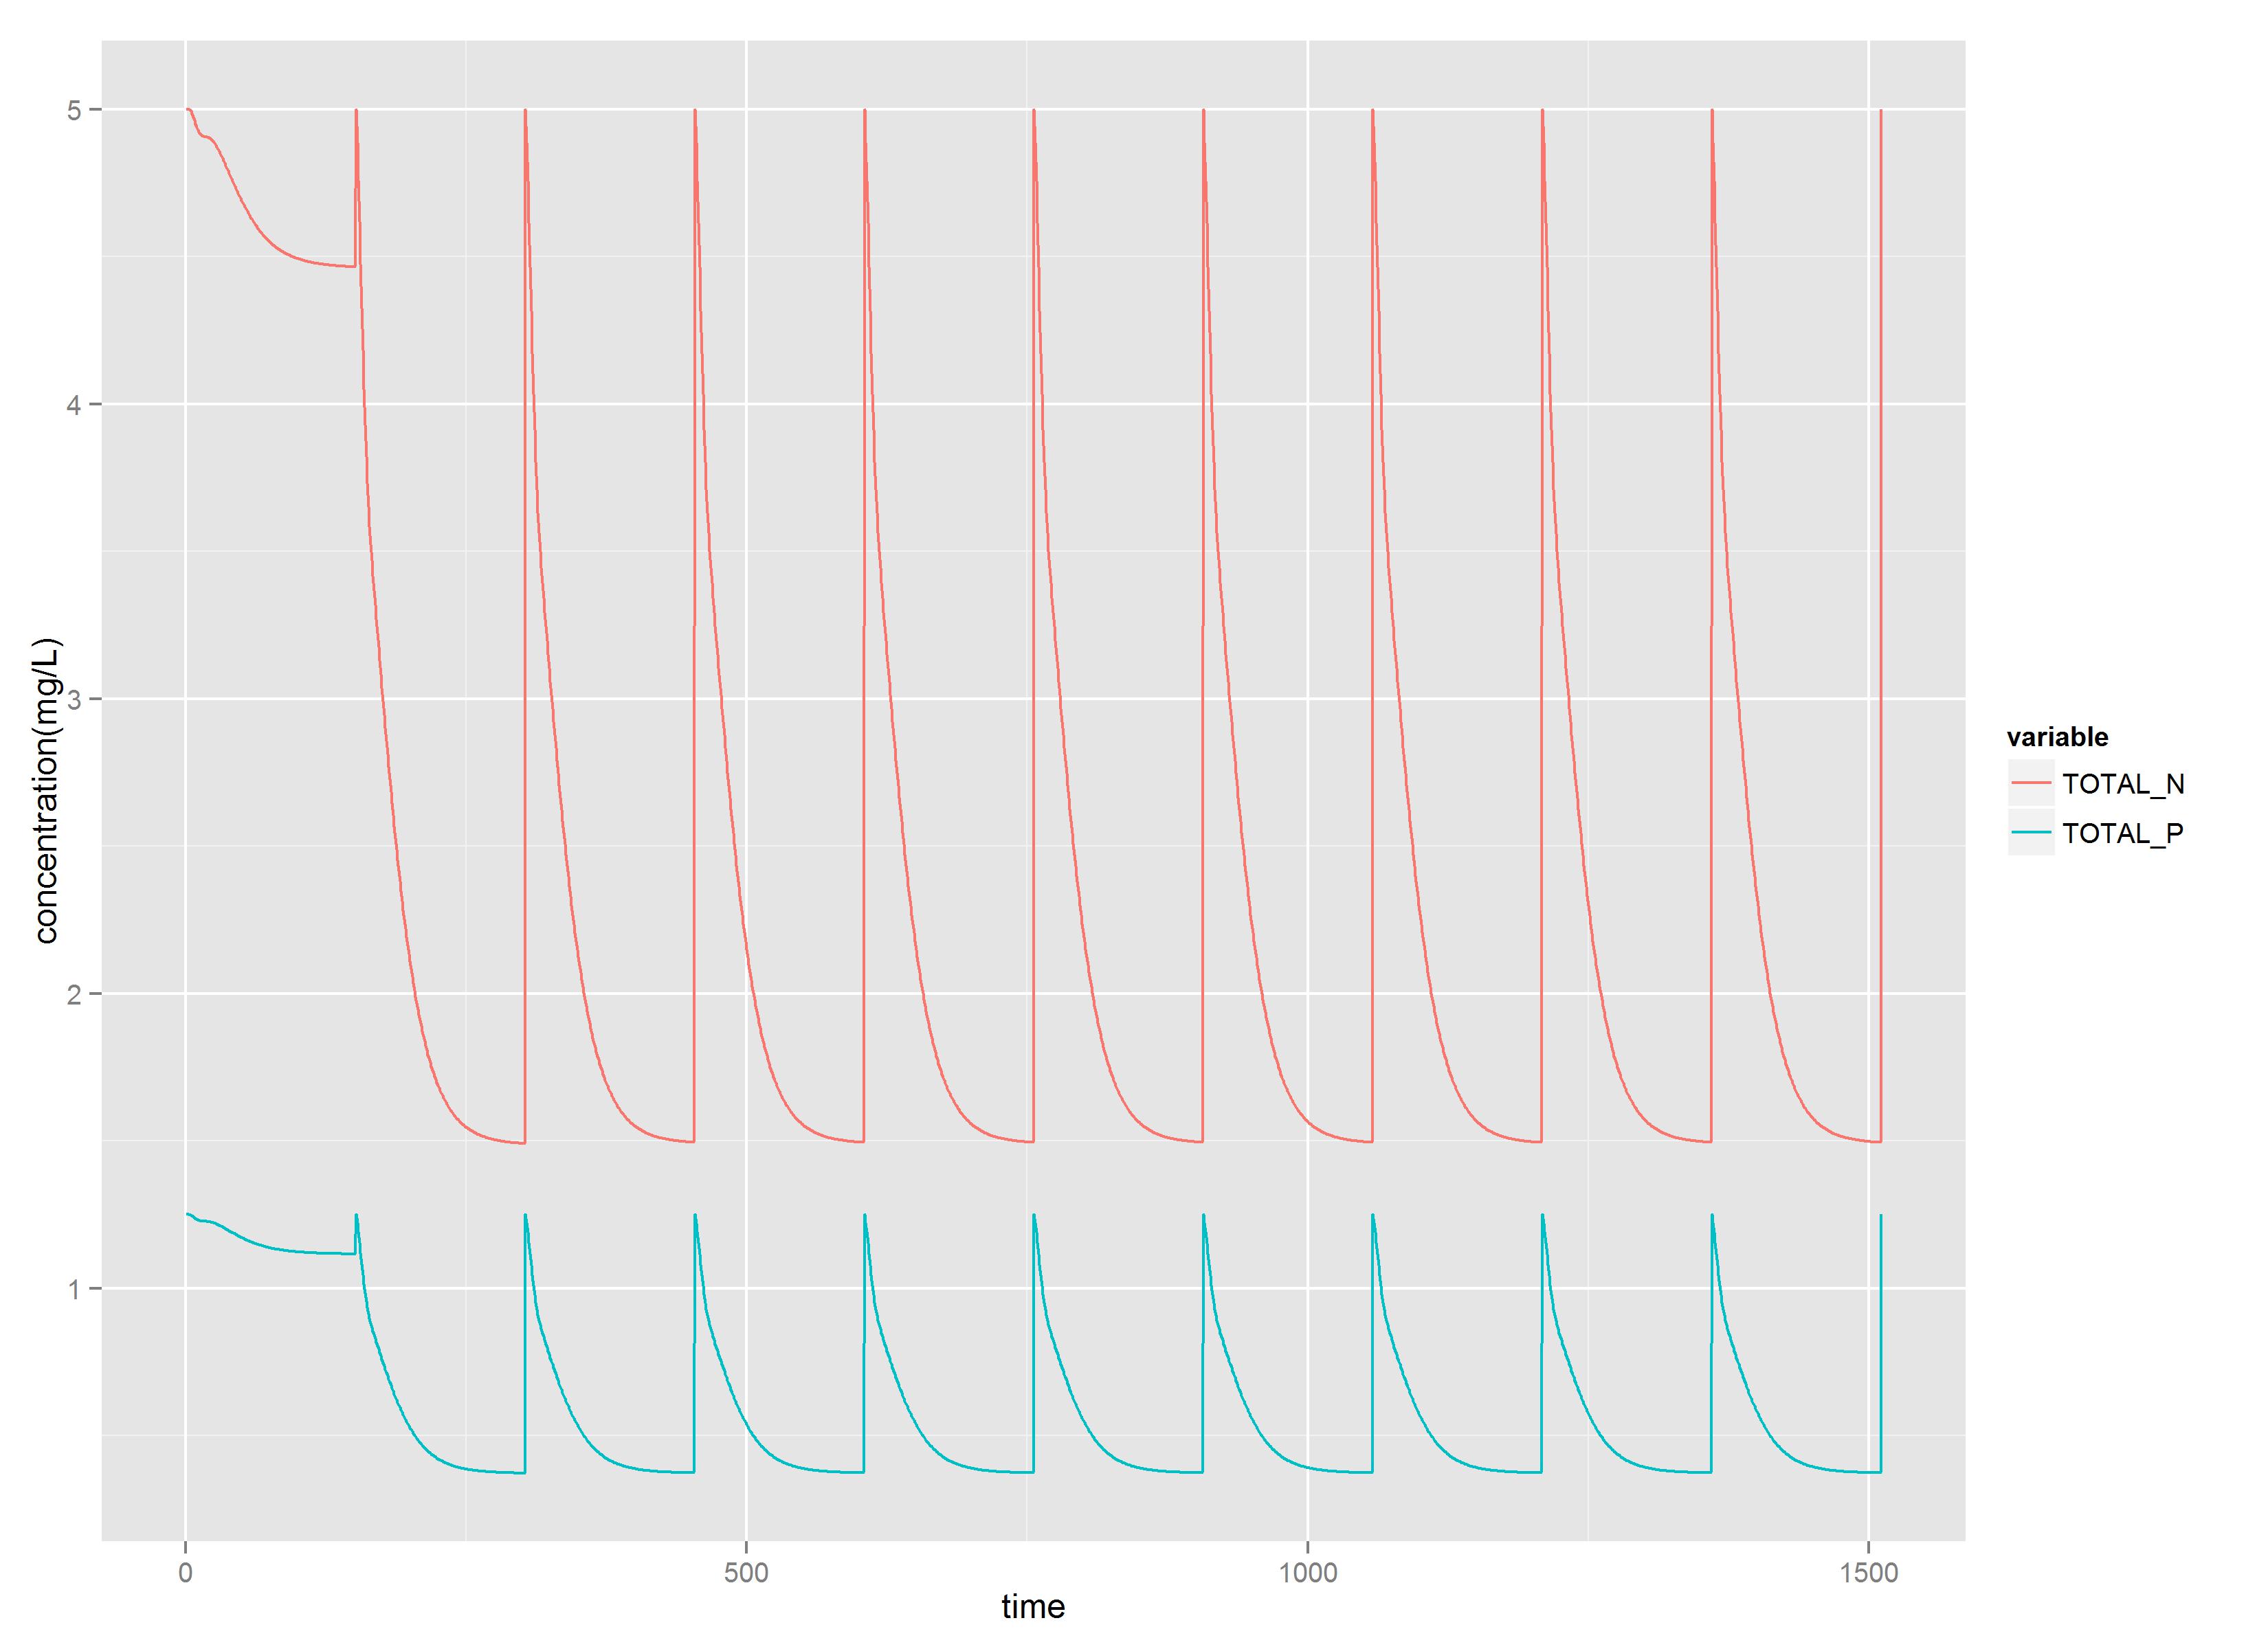 concentration(mg/L)
5
4
3
2
1
0 500 1000 1500
time
variable
TOTAL_N
TOTAL_P